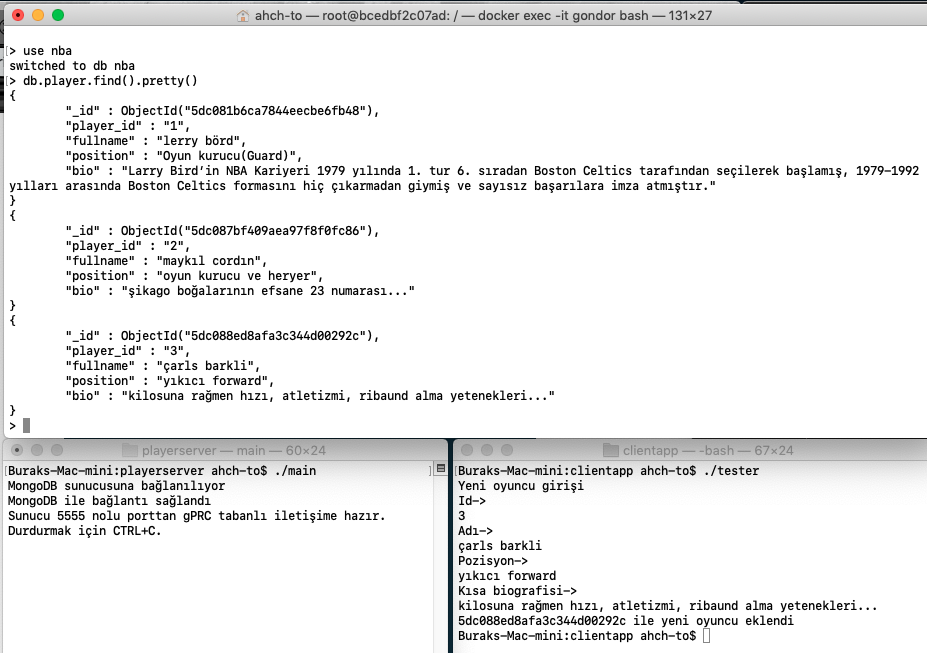 ahch-to — root@bcedbf2c07ad: / — docker exec -it gondor bash — 131×27
[> use nba
switched to db nba
[> db.player.find().pretty()
{
"_id" : ObjectId("5dc081b6ca7844eecbe6fb48"),
"player_id" : "1",
"fullname" : "lerry börd",
"position" : "Oyun kurucu(Guard)",
"bio" : "Larry Bird’in NBA Kariyeri 1979 yılında 1. tur 6. sıradan Boston Celtics tarafından seçilerek başlamış, 1979-1992
yılları arasında Boston Celtics formasını hiç çıkarmadan giymiş ve sayısız başarılara imza atmıştır."
}
{
"_id" : ObjectId("5dc087bf409aea97f8f0fc86"),
"player_id" : "2",
"fullname" : "maykıl cordın",
"position" : "oyun kurucu ve heryer",
"bio" : "şikago boğalarının efsane 23 numarası..."
}
{
"_id" : ObjectId("5dc088ed8afa3c344d00292c"),
"player_id" : "3",
"fullname" : "çarls barkli",
"position" : "yıkıcı forward",
"bio" : "kilosuna rağmen hızı, atletizmi, ribaund alma yetenekleri..."
}
>
playerserver — main — 60×24
[Buraks-Mac-mini:playerserver ahch-to$ ./main ]
MongoDB sunucusuna bağlanılıyor
MongoDB ile bağlantı sağlandı
Sunucu 5555 nolu porttan gPRC tabanlı iletişime hazır.
Durdurmak için CTRL+C.
clientapp — -bash — 67×24
[Buraks-Mac-mini:clientapp ahch-to$ ./tester
Yeni oyuncu girişi
Id->
3
Adı->
çarls barkli
Pozisyon->
yıkıcı forward
Kısa biografisi->
kilosuna rağmen hızı, atletizmi, ribaund alma yetenekleri...
5dc088ed8afa3c344d00292c ile yeni oyuncu eklendi
Buraks-Mac-mini:clientapp ahch-to$